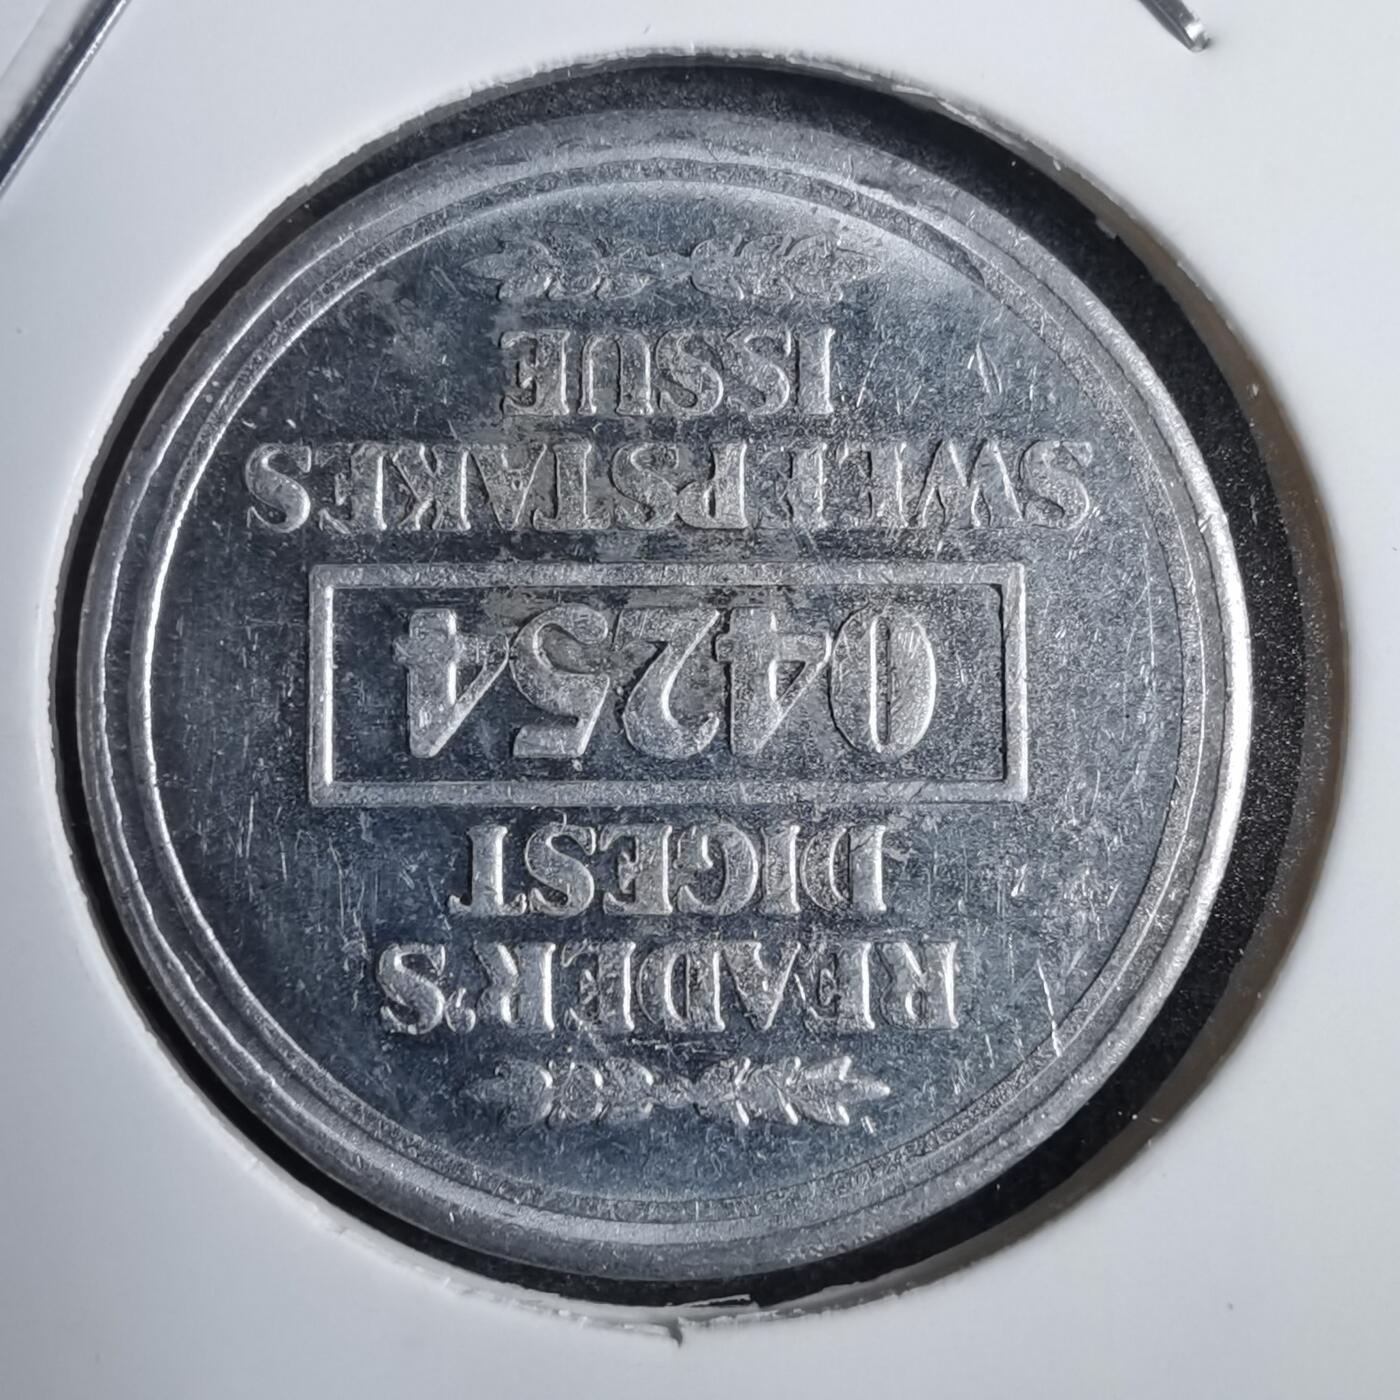 READER'S
DIGEST
04254
SWEEPSTAKES
ISSUE